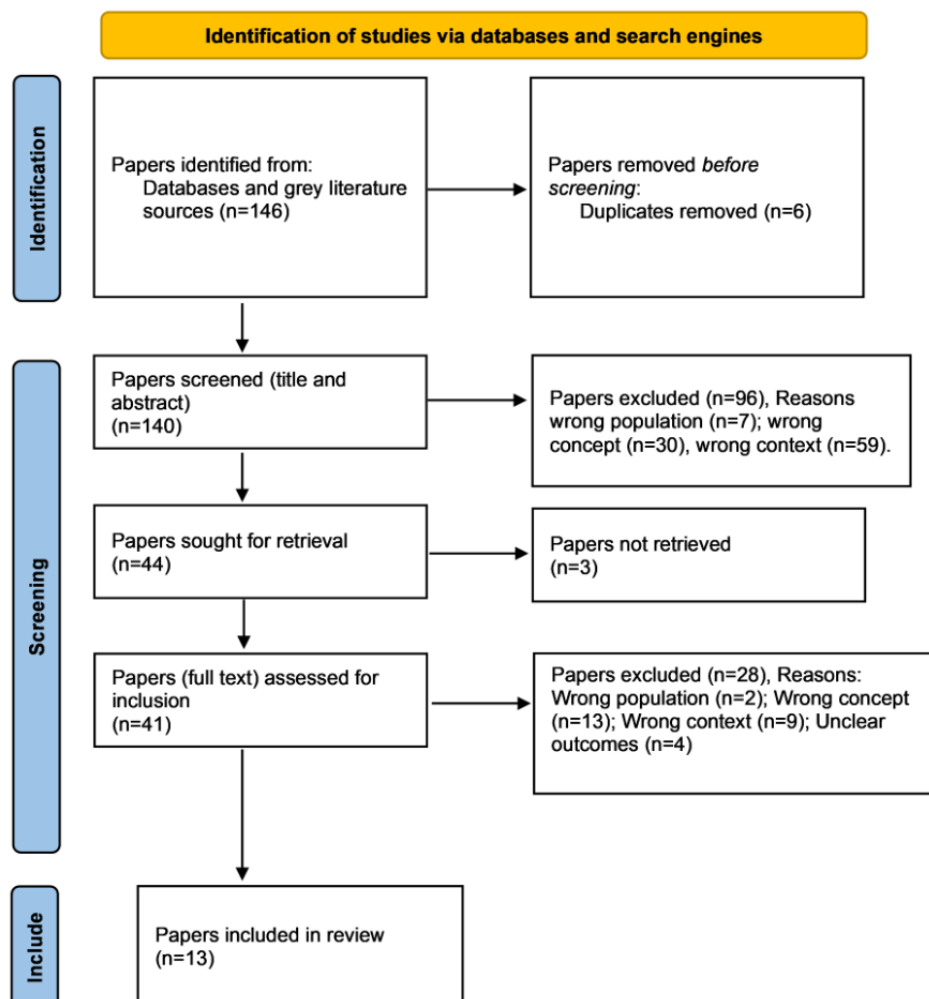 Identification of studies via databases and search engines
Identification
Papers identified from:
Databases and grey literature
sources (n=146)
Papers removed before
screening:
Duplicates removed (n=6)
Screening
Papers screened (title and
abstract)
(n=140)
Papers excluded (n=96), Reasons
wrong population (n=7); wrong
concept (n=30), wrong context (n=59).
Papers sought for retrieval
(n=44)
Papers not retrieved
(n=3)
Papers (full text) assessed for
inclusion
(n=41)
Papers excluded (n=28), Reasons:
Wrong population (n=2); Wrong concept
(n=13); Wrong context (n=9); Unclear
outcomes (n=4)
Include
Papers included in review
(n=13)